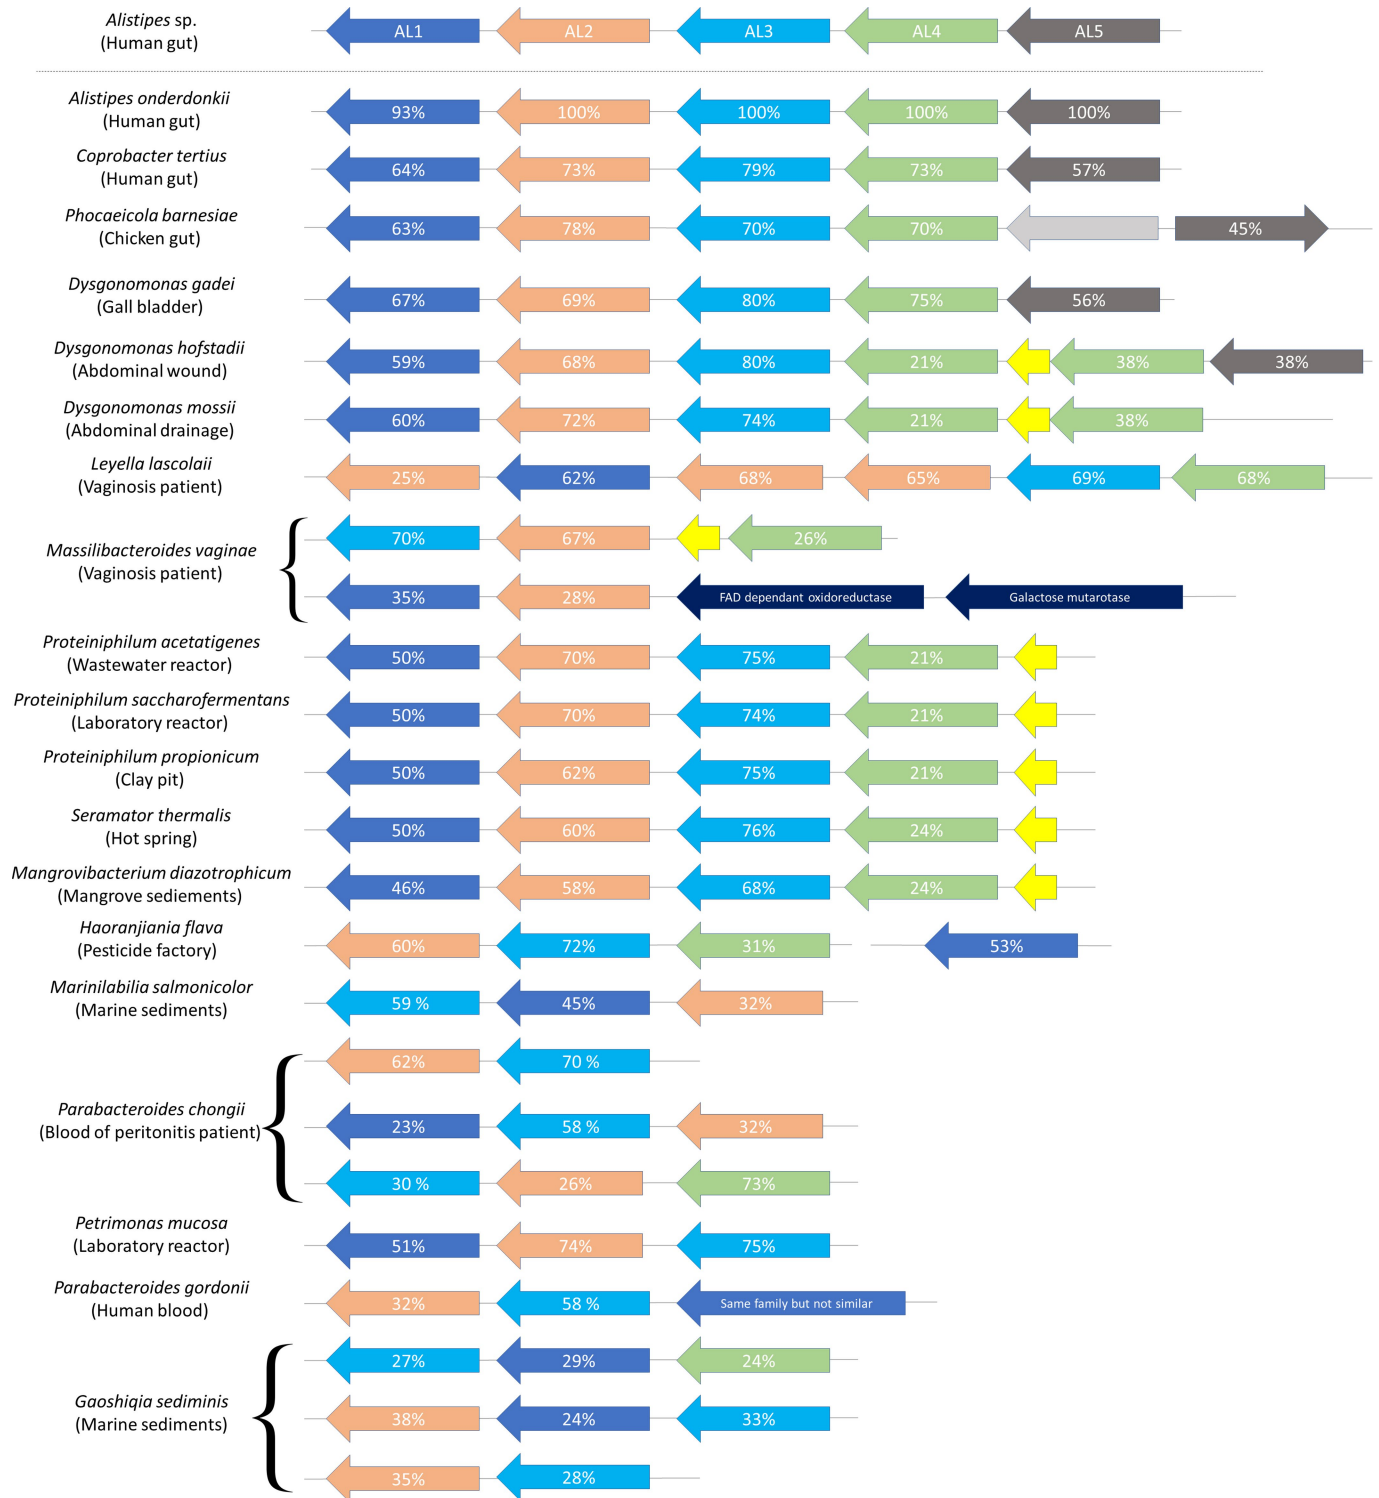 Alistipes sp.
(Human gut)
AL1 AL2 AL3 AL4 AL5
Alistipes onderdonkii
(Human gut)
93% 100% 100% 100% 100%
Coprobacter tertius
(Human gut)
64% 73% 79% 73% 57%
Phocaeicola barnesiae
(Chicken gut)
63% 78% 70% 70% 45%
Dysgonomonas gadei
(Gall bladder)
67% 69% 80% 75% 56%
Dysgonomonas hofstadii
(Abdominal wound)
59% 68% 80% 21% 38% 38%
Dysgonomonas mossii
(Abdominal drainage)
60% 72% 74% 21% 38%
Leyella lascolaii
(Vaginosis patient)
25% 62% 68% 65% 69% 68%
Massilibacteroides vaginae
(Vaginosis patient)
70% 67% 26%
35% 28% FAD dependant oxidoreductase Galactose mutarotase
Proteiniphilum acetatigenes
(Wastewater reactor)
50% 70% 75% 21%
Proteiniphilum saccharofermentans
(Laboratory reactor)
50% 70% 74% 21%
Proteiniphilum propionicum
(Clay pit)
50% 62% 75% 21%
Seramator thermalis
(Hot spring)
50% 60% 76% 24%
Mangrovibacterium diazotrophicum
(Mangrove sediements)
46% 58% 68% 24%
Haoranjiania flava
(Pesticide factory)
60% 72% 31% 53%
Marinilabilia salmonicolor
(Marine sediments)
59 % 45% 32%
Parabacteroides chongii
(Blood of peritonitis patient)
62% 70 %
23% 58 % 32%
30 % 26% 73%
Petrimonas mucosa
(Laboratory reactor)
51% 74% 75%
Parabacteroides gordonii
(Human blood)
32% 58 % Same family but not similar
Gaoshiqia sediminis
(Marine sediments)
27% 29% 24%
38% 24% 33%
35% 28%